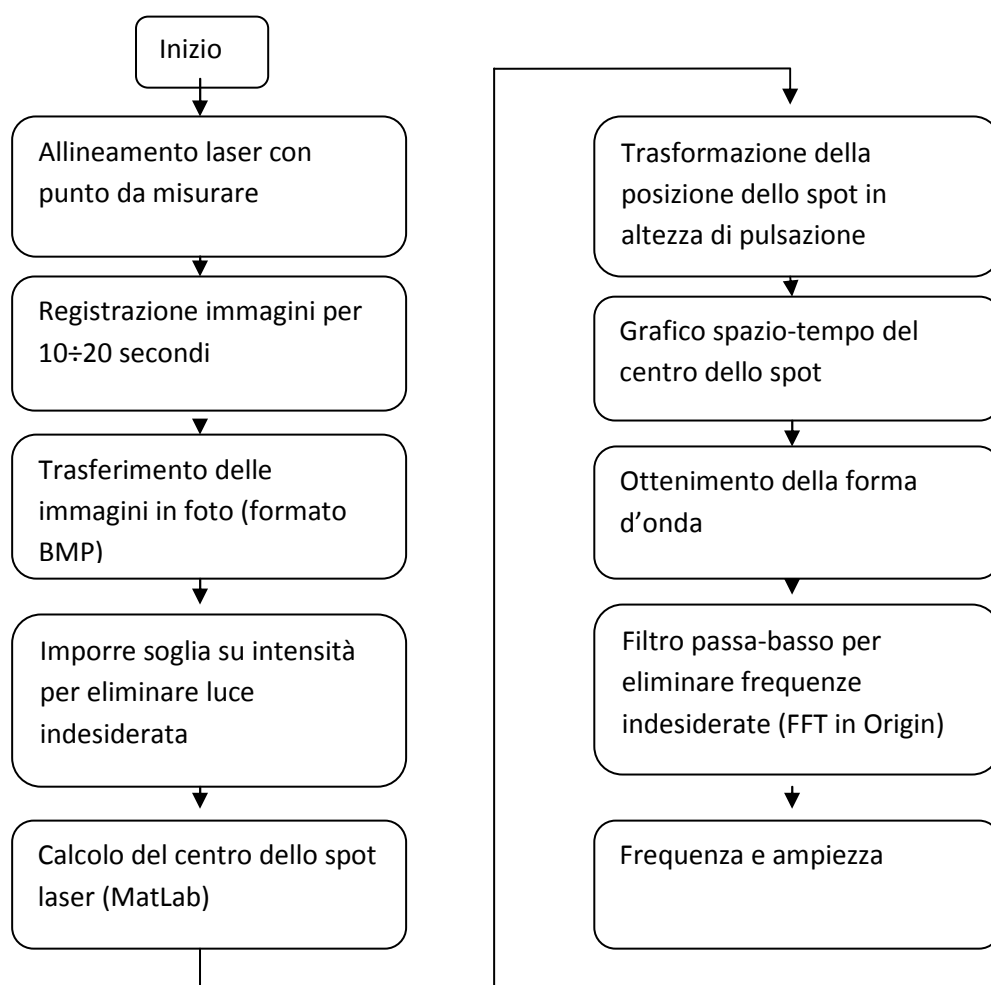 Inizio
Allineamento laser con
punto da misurare
Registrazione immagini per
10÷20 secondi
Trasferimento delle
immagini in foto (formato
BMP)
Imporre soglia su intensità
per eliminare luce
indesiderata
Calcolo del centro dello spot
laser (MatLab)
Trasformazione della
posizione dello spot in
altezza di pulsazione
Grafico spazio-tempo del
centro dello spot
Ottenimento della forma
d’onda
Filtro passa-basso per
eliminare frequenze
indesiderate (FFT in Origin)
Frequenza e ampiezza